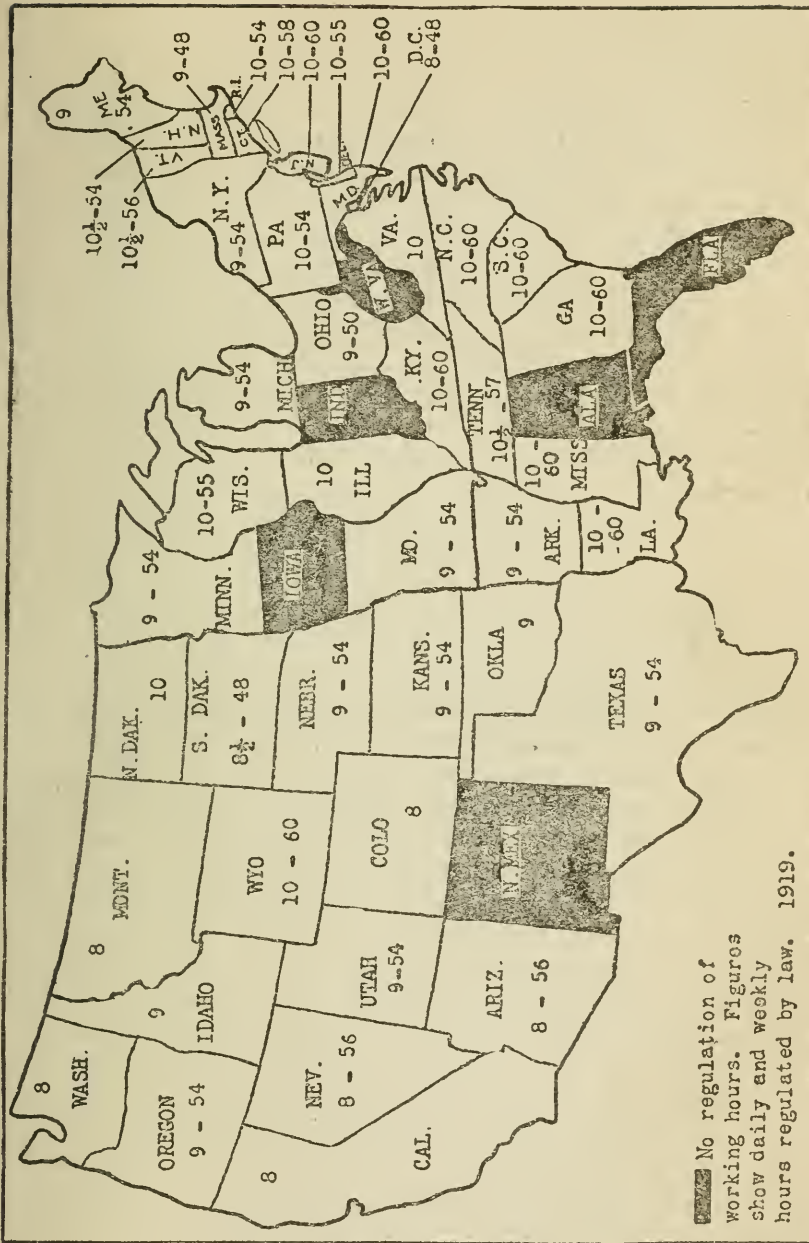 WASH.
8
OREGON
9 - 54
8
CAL.
9
IDAHO
NEV.
8 - 56
8
MONT.
WYO
10 - 60
UTAH
9-54
COLO
8
ARIZ.
8 - 56
N.MEX
N.DAK.
10
S. DAK.
8½ - 48
NEBR.
9 - 54
KANS.
9 - 54
OKLA
9
TEXAS
9 - 54
9 - 54
MINN.
IOWA
MO.
9 - 54
9 - 54
ARK.
10 -
-60
LA.
10-55
WIS.
10
ILL
9-54
MICH
IND
OHIO
9-50
KY.
10-60
TENN
10½ - 57
10 -
60
MISS
ALA
GA
10-60
FLA
S.C.
10-60
N.C.
10-60
VA.
10
W.VA
PA
10-54
N.Y.
9-54
10½-54
10½-56
9
ME
.54
N.H.
MASS
CT.
R.I.
N.J.
MD.
9-48
10-54
10-58
10-60
10-55
10-60
D.C.
8-48
No regulation of
working hours. Figures
show daily and weekly
hours regulated by law. 1919.